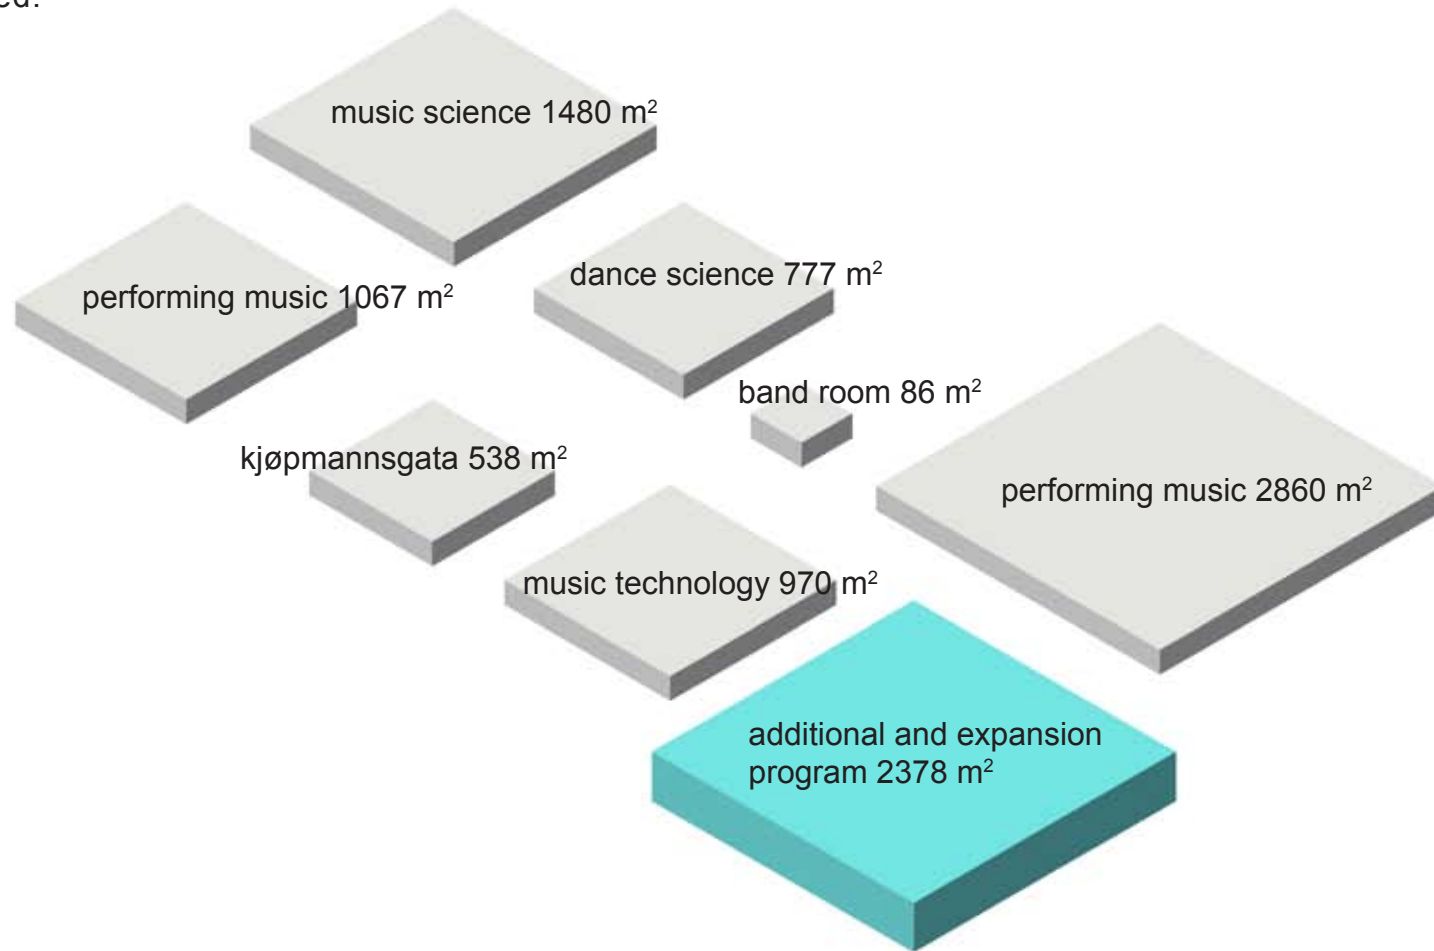 ed.
music science 1480 m²
performing music 1067 m²
dance science 777 m²
band room 86 m²
kjøpmannsgata 538 m²
performing music 2860 m²
music technology 970 m²
additional and expansion
program 2378 m²